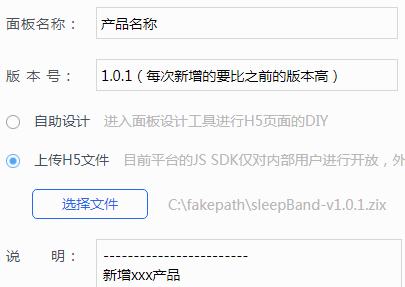 面板名称： 产品名称
版 本 号： 1.0.1（每次新增的要比之前的版本高）
自助设计 进入面板设计工具进行H5页面的DIY
上传H5文件 目前平台的JS SDK仅对内部用户进行开放，外
选择文件 C:\fakepath\sleepBand-v1.0.1.zix
说 明： ------------------------
新增xxx产品